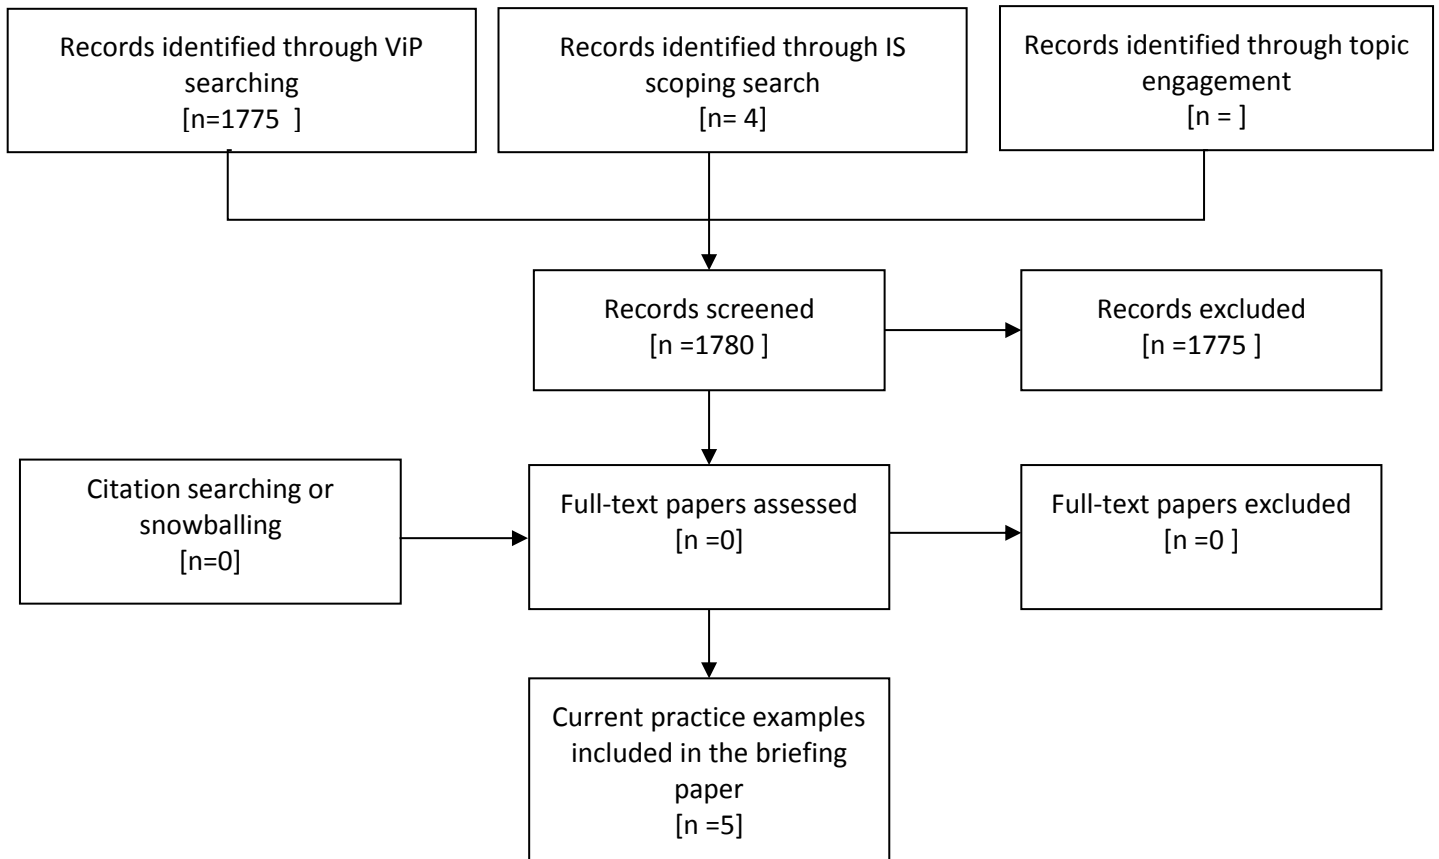 Records identified through ViP
searching
[n=1775  ]
Records identified through IS
scoping search
[n= 4]
Records identified through topic
engagement
[n = ]
Records screened
[n =1780 ]
Records excluded
[n =1775 ]
Citation searching or
snowballing
[n=0]
Full-text papers assessed
[n =0]
Full-text papers excluded
[n =0 ]
Current practice examples
included in the briefing
paper
[n =5]